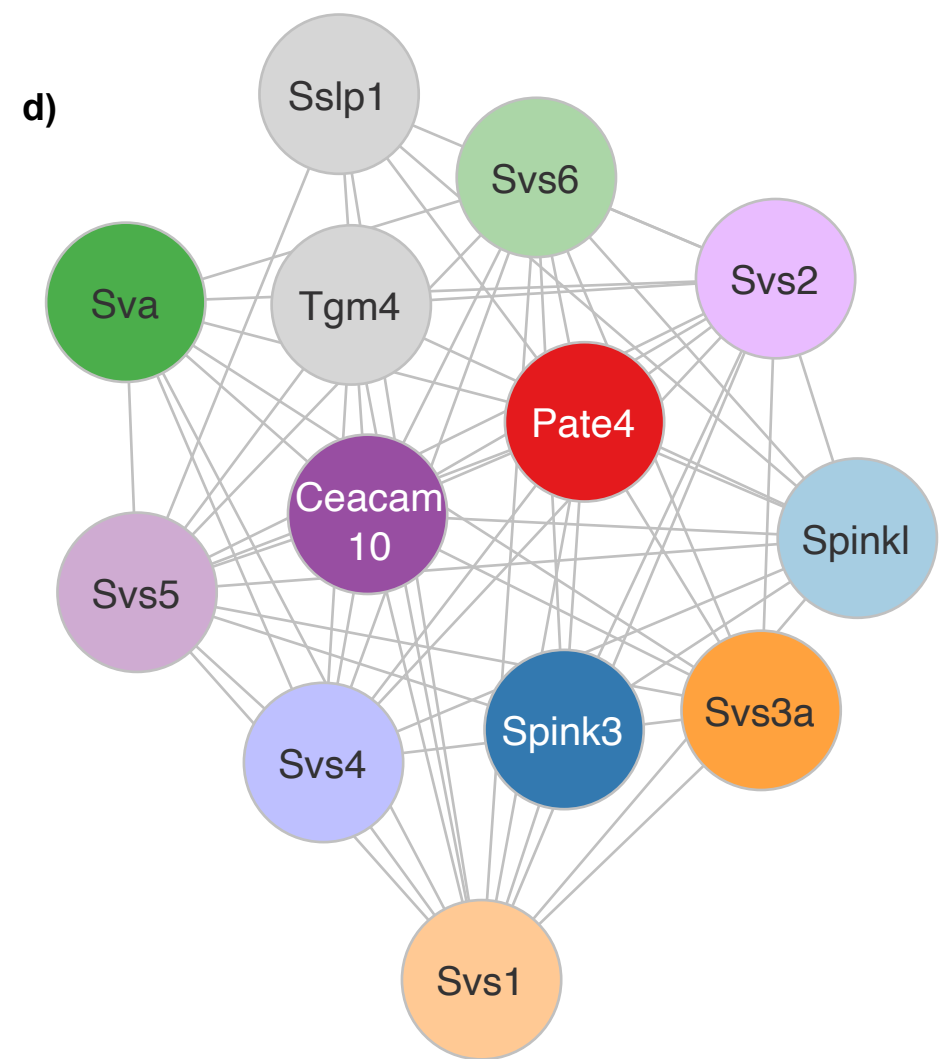 d)
Sslp1
Svs6
Svs2
Sva
Tgm4
Pate4
Ceacam
10
Spinkl
Svs5
Svs3a
Spink3
Svs4
Svs1